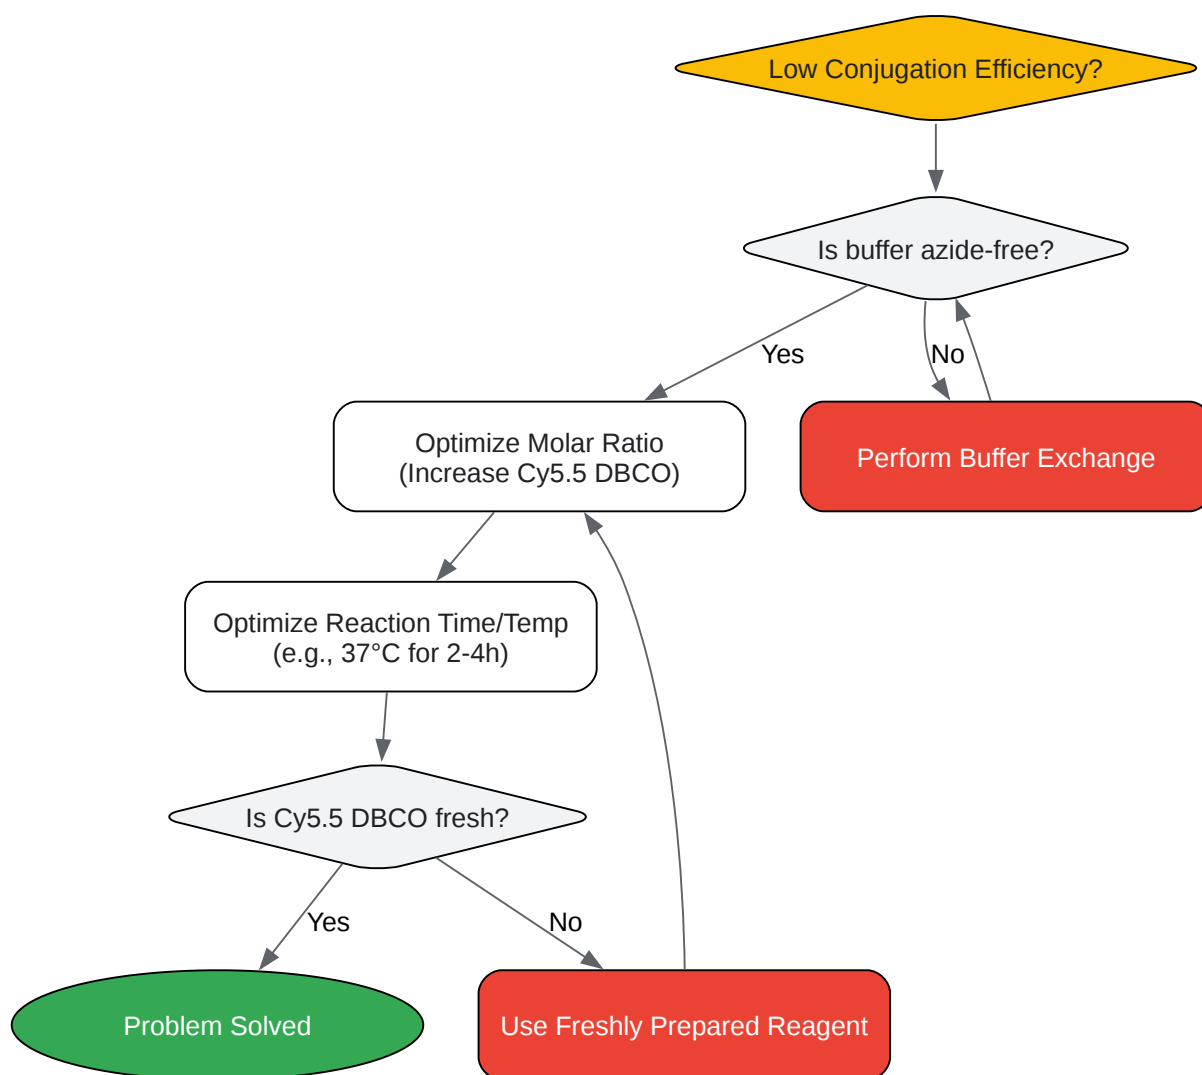 Low Conjugation Efficiency?
Is buffer azide-free?
Yes
No
Optimize Molar Ratio
(Increase Cy5.5 DBCO)
Perform Buffer Exchange
Optimize Reaction Time/Temp
(e.g., 37°C for 2-4h)
Is Cy5.5 DBCO fresh?
Yes
No
Problem Solved
Use Freshly Prepared Reagent